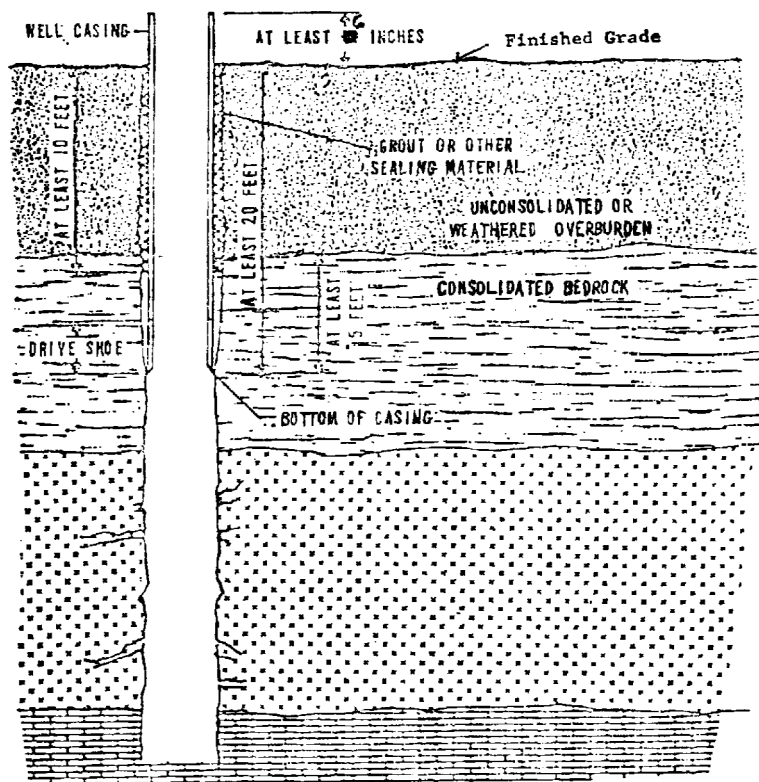 WELL CASING
AT LEAST 6 INCHES
Finished Grade
AT LEAST 10 FEET
GROUT OR OTHER
SEALING MATERIAL
AT LEAST 20 FEET
UNCONSOLIDATED OR
WEATHERED OVERBURDEN
CONSOLIDATED BEDROCK
AT LEAST
5 FEET
DRIVE SHOE
BOTTOM OF CASING